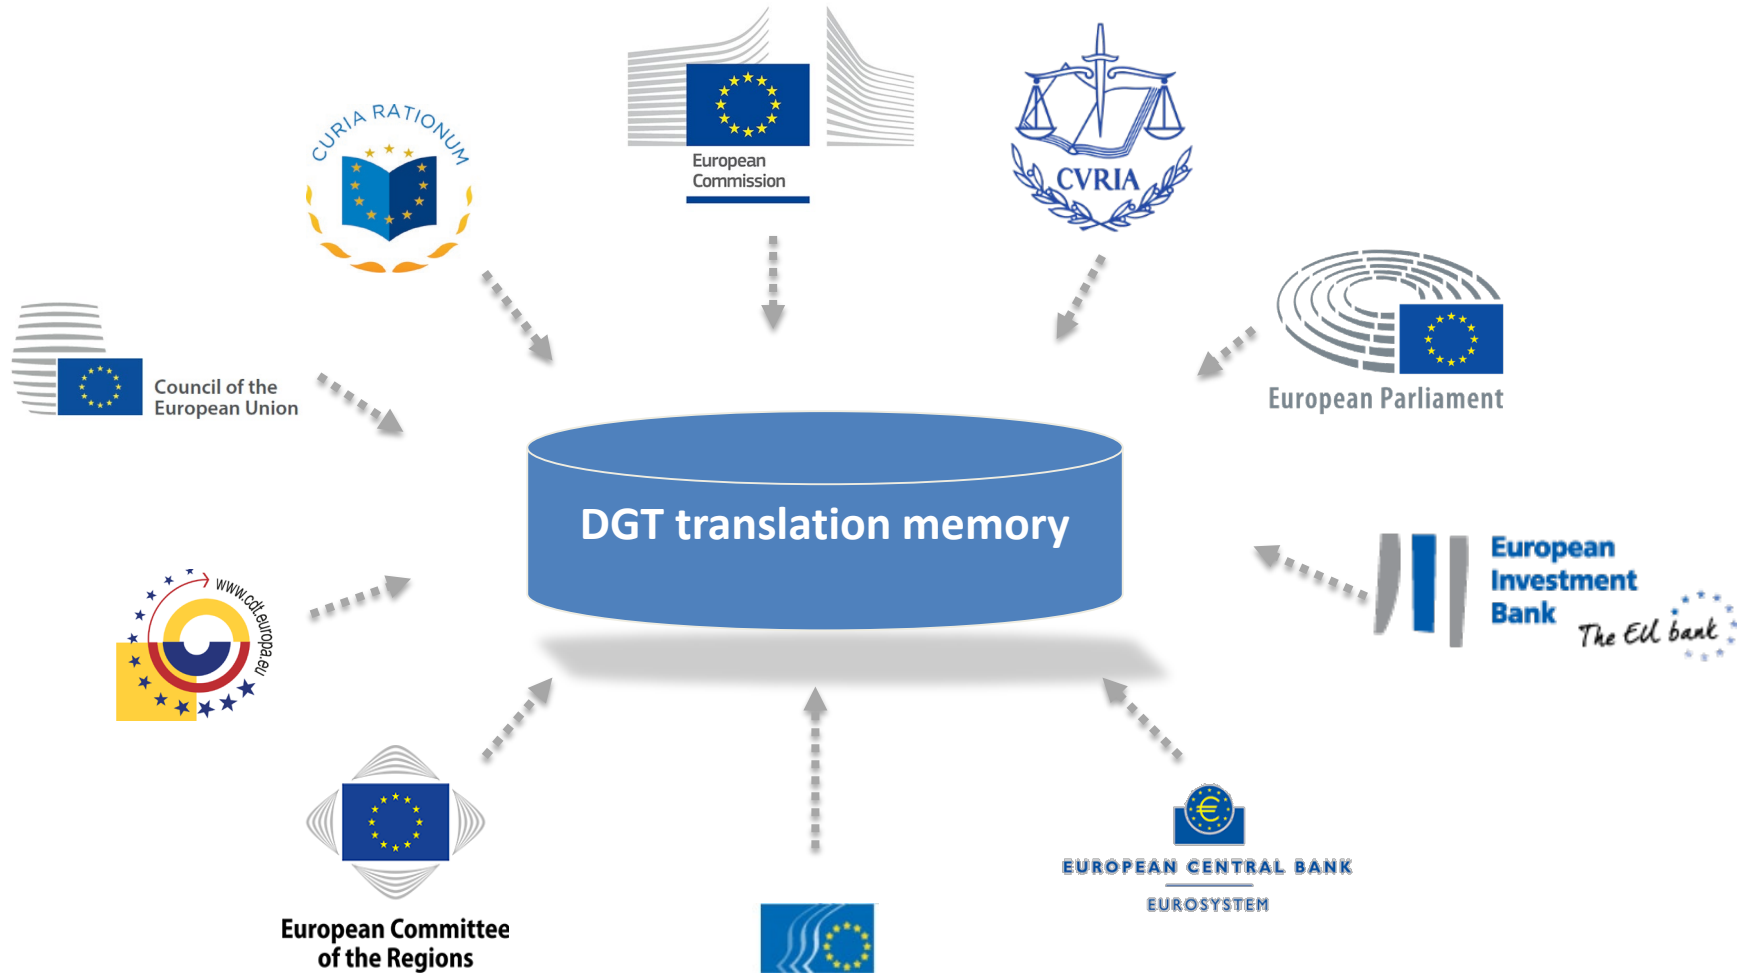 CURIA RATIONUM
European
Commission
CVRIA
European Parliament
Council of the
European Union
DGT translation memory
European
Investment
Bank
The EU bank
www.cdt.europa.eu
European Committee
of the Regions
EUROPEAN CENTRAL BANK
EUROSYSTEM